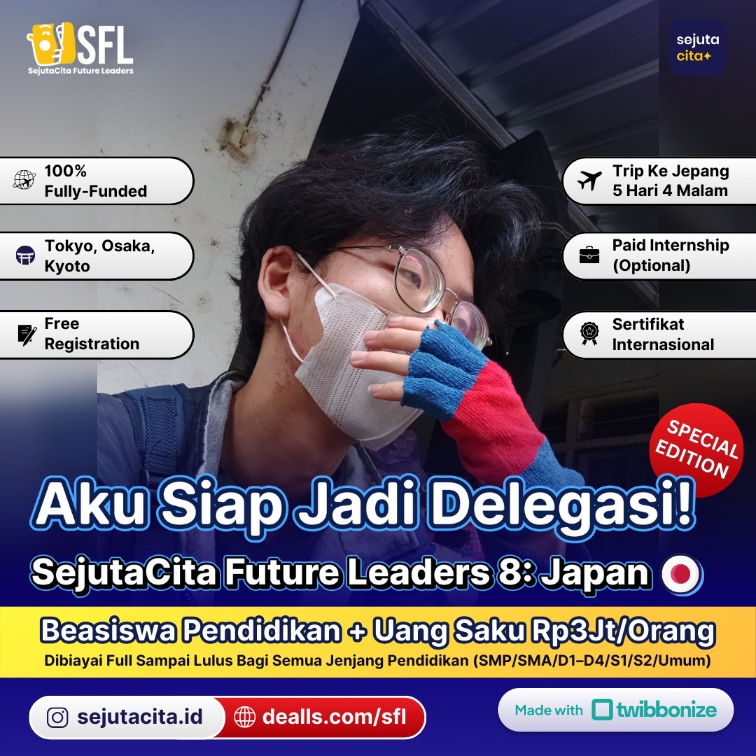 SFL
SejutaCita Future Leaders
sejuta
cita
100%
Fully-Funded
Trip Ke Jepang
5 Hari 4 Malam
Tokyo, Osaka,
Kyoto
Paid Internship
(Optional)
Free
Registration
Sertifikat
Internasional
SPECIAL
EDITION
Aku Siap Jadi Delegasi!
SejutaCita Future Leaders 8: Japan
Beasiswa Pendidikan + Uang Saku Rp3Jt/Orang
Dibiayai Full Sampai Lulus Bagi Semua Jenjang Pendidikan (SMP/SMA/D1–D4/S1/S2/Umum)
sejutacita.id
dealls.com/sfl
Made with twibbonize